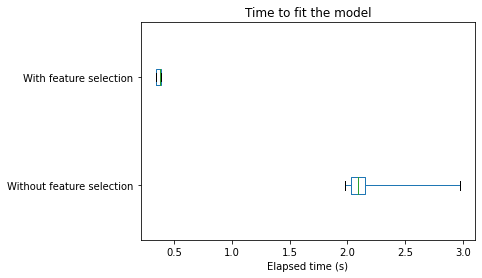 Time to fit the model
With feature selection
Without feature selection
0.5 1.0 1.5 2.0 2.5 3.0
Elapsed time (s)